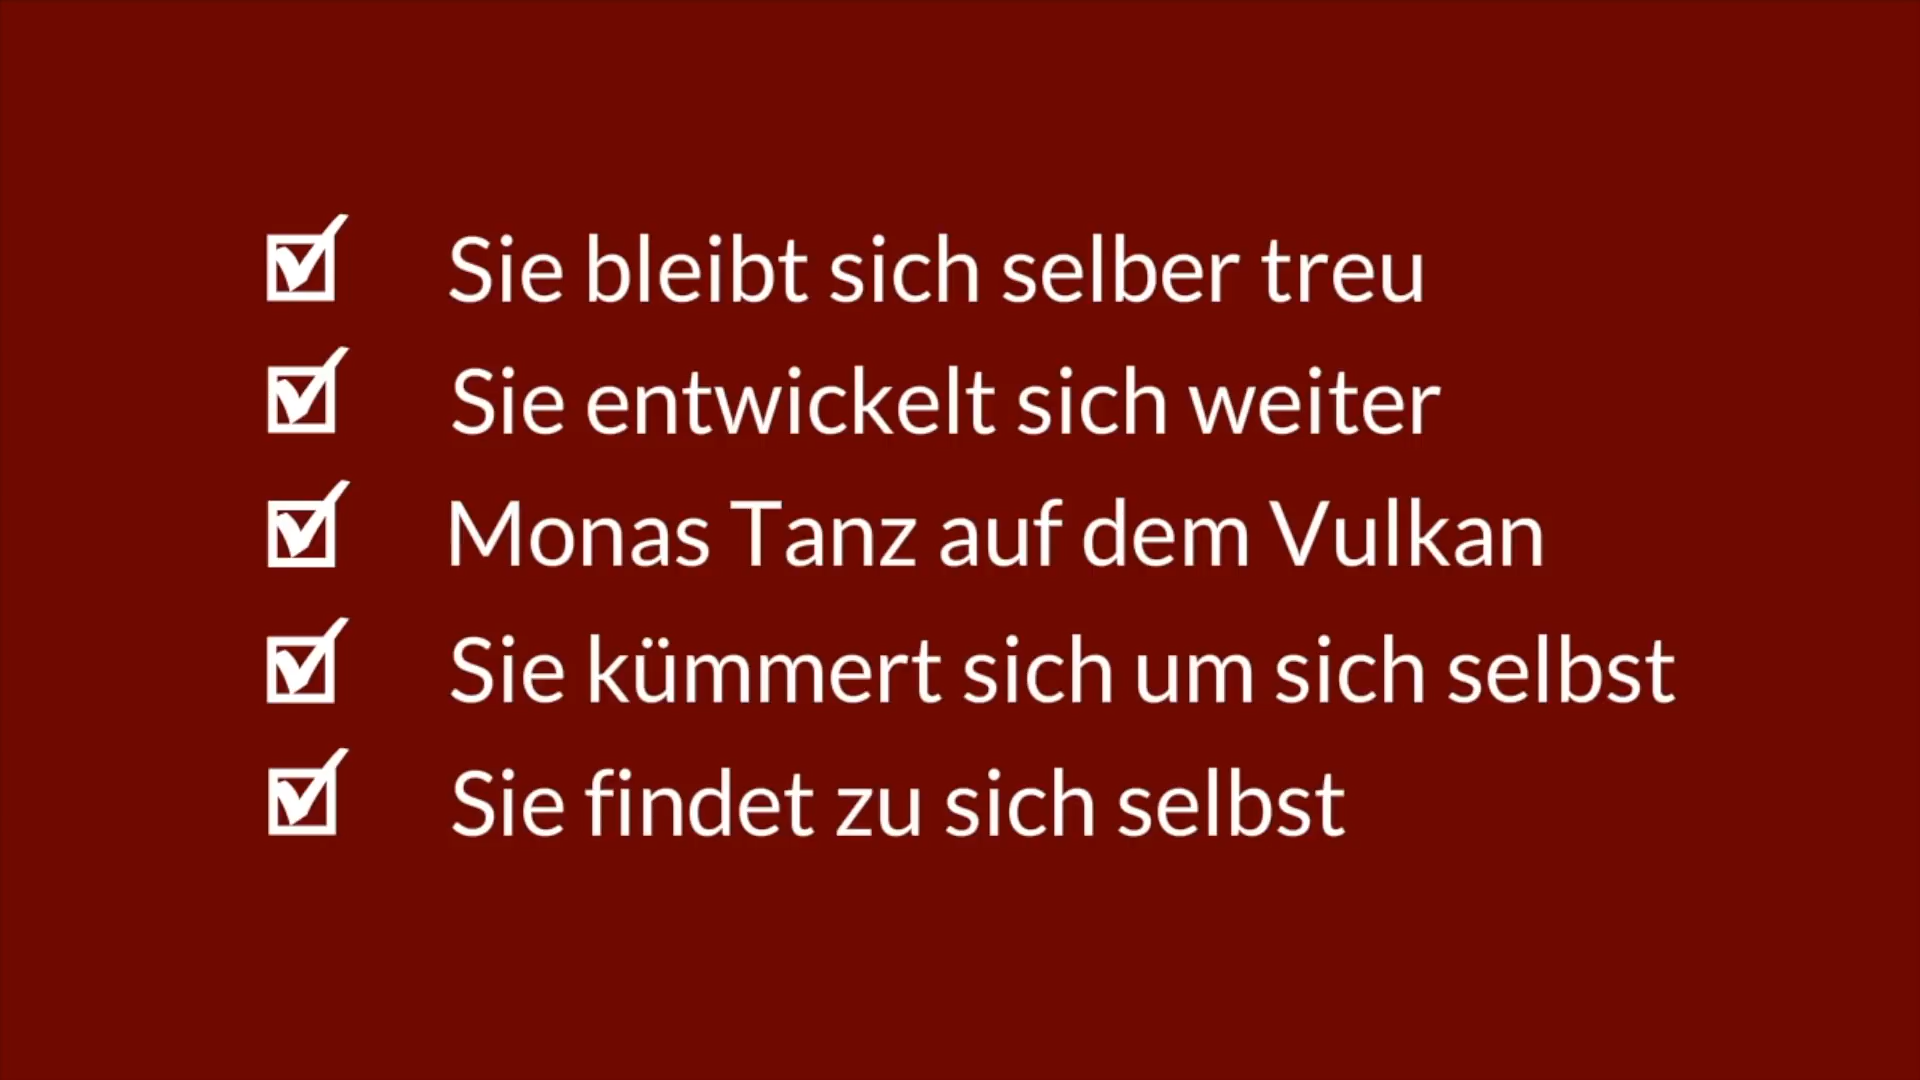 Sie bleibt sich selber treu
Sie entwickelt sich weiter
Monas Tanz auf dem Vulkan
Sie kümmert sich um sich selbst
Sie findet zu sich selbst